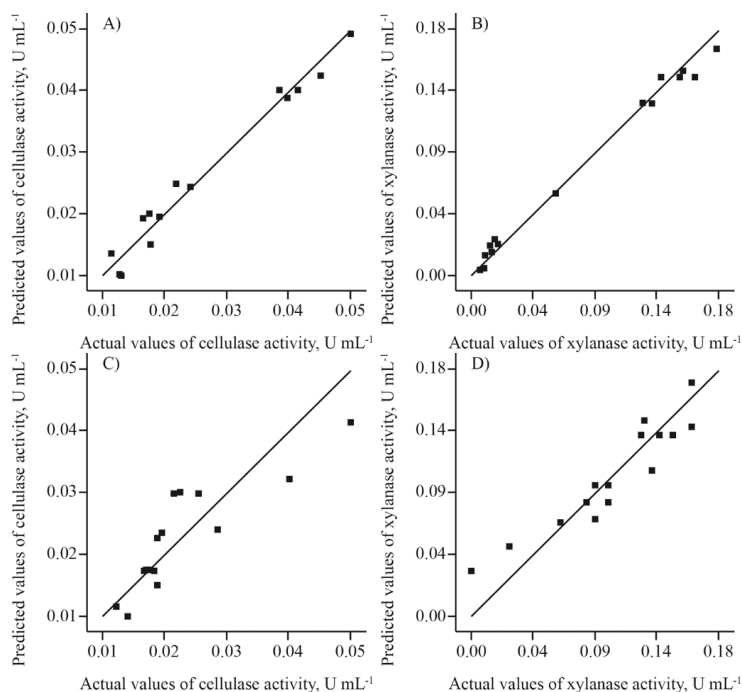 A)
Predicted values of cellulase activity, U mL-1
0.05
0.04
0.03
0.02
0.01
0.01 0.02 0.03 0.04 0.05
Actual values of cellulase activity, U mL-1
B)
Predicted values of xylanase activity, U mL-1
0.18
0.14
0.09
0.04
0.00
0.00 0.04 0.09 0.14 0.18
Actual values of xylanase activity, U mL-1
C)
Predicted values of cellulase activity, U mL-1
0.05
0.04
0.03
0.02
0.01
0.01 0.02 0.03 0.04 0.05
Actual values of cellulase activity, U mL-1
D)
Predicted values of xylanase activity, U mL-1
0.18
0.14
0.09
0.04
0.00
0.00 0.04 0.09 0.14 0.18
Actual values of xylanase activity, U mL-1